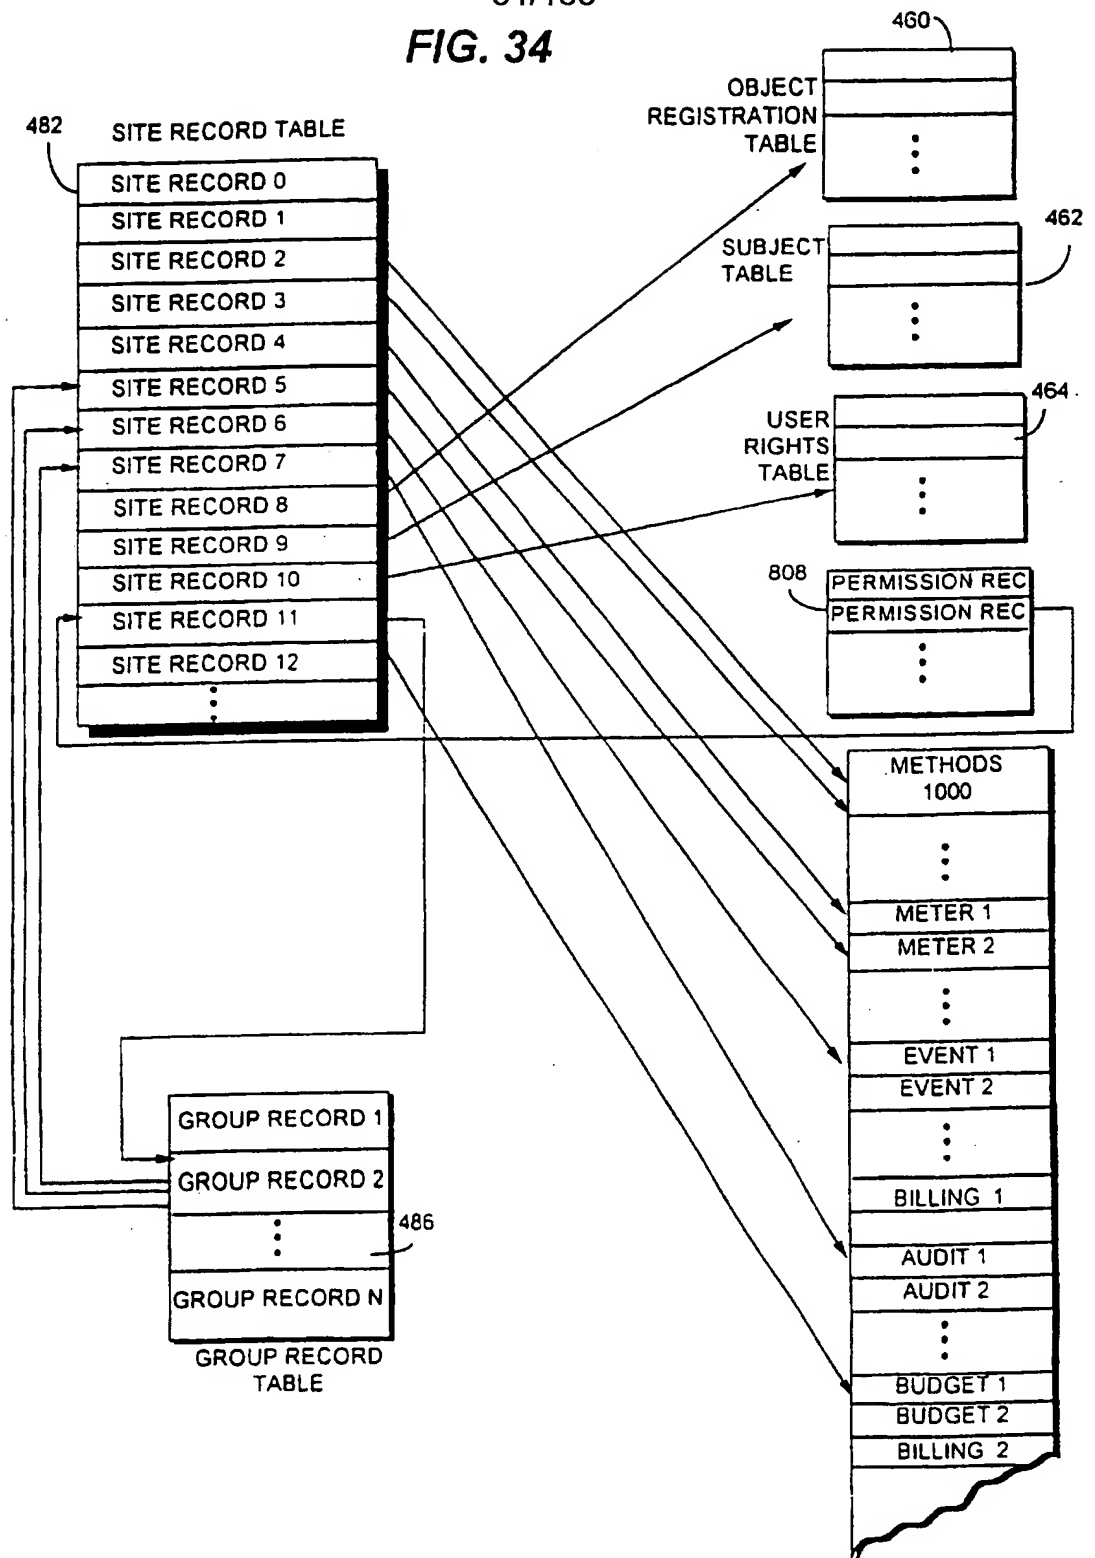 FIG. 34
460
OBJECT
REGISTRATION
TABLE
482
SITE RECORD TABLE
SITE RECORD 0
SITE RECORD 1
SITE RECORD 2
SITE RECORD 3
SITE RECORD 4
SITE RECORD 5
SITE RECORD 6
SITE RECORD 7
SITE RECORD 8
SITE RECORD 9
SITE RECORD 10
SITE RECORD 11
SITE RECORD 12
SUBJECT
TABLE
462
USER
RIGHTS
TABLE
464
808
PERMISSION REC
PERMISSION REC
METHODS
1000
METER 1
METER 2
EVENT 1
EVENT 2
BILLING 1
AUDIT 1
AUDIT 2
BUDGET 1
BUDGET 2
BILLING 2
GROUP RECORD 1
GROUP RECORD 2
486
GROUP RECORD N
GROUP RECORD
TABLE